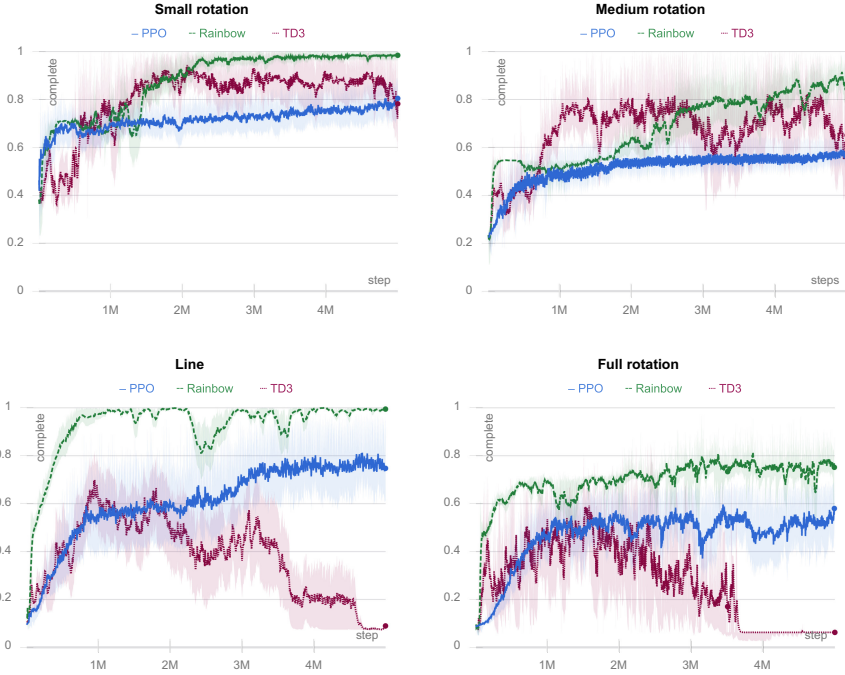 Small rotation
PPO Rainbow TD3
complete
1
0.8
0.6
0.4
0.2
0
step
1M 2M 3M 4M
Medium rotation
PPO Rainbow TD3
complete
1
0.8
0.6
0.4
0.2
0
steps
1M 2M 3M 4M
Line
PPO Rainbow TD3
complete
1
0.8
0.6
0.4
0.2
0
step
1M 2M 3M 4M
Full rotation
PPO Rainbow TD3
complete
1
0.8
0.6
0.4
0.2
0
step
1M 2M 3M 4M